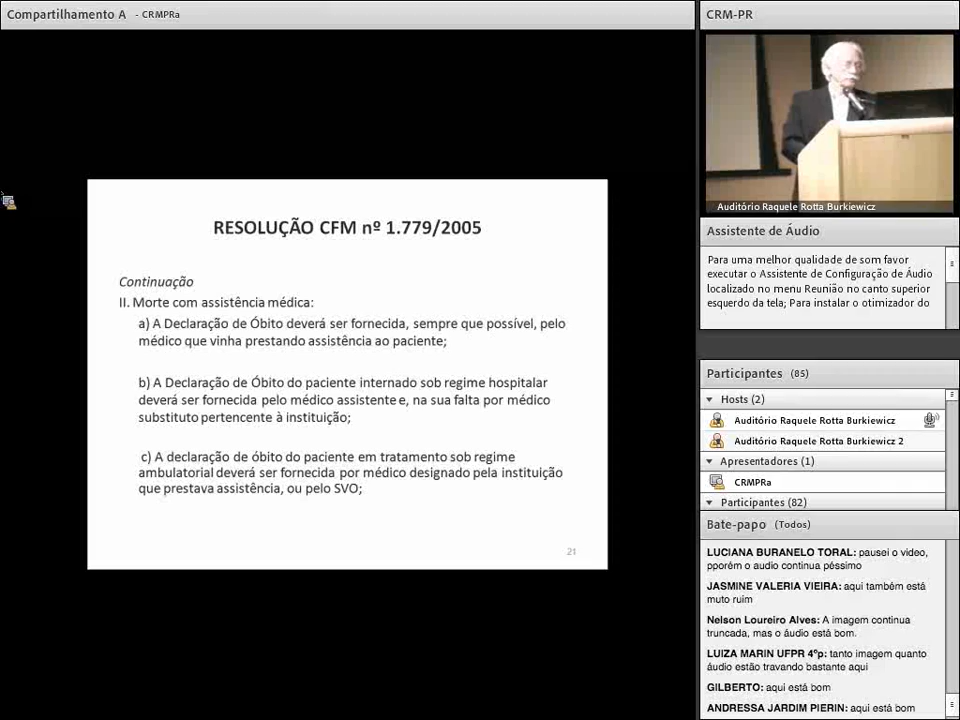 Compartilhamento A - CRMPRa
RESOLUÇÃO CFM nº 1.779/2005
Continuação
II. Morte com assistência médica:
a) A Declaração de Óbito deverá ser fornecida, sempre que possível, pelo
médico que vinha prestando assistência ao paciente;
b) A Declaração de Óbito do paciente internado sob regime hospitalar
deverá ser fornecida pelo médico assistente e, na sua falta por médico
substituto pertencente à instituição;
c) A declaração de óbito do paciente em tratamento sob regime
ambulatorial deverá ser fornecida por médico designado pela instituição
que prestava assistência, ou pelo SVO;
21
CRM-PR
Auditório Raquele Rotta Burkiewicz
Assistente de Áudio
Para uma melhor qualidade de som favor
executar o Assistente de Configuração de Áudio
localizado no menu Reunião no canto superior
esquerdo da tela; Para instalar o otimizador do
Participantes (85)
Hosts (2)
Auditório Raquele Rotta Burkiewicz
Auditório Raquele Rotta Burkiewicz 2
Apresentadores (1)
CRMPRa
Participantes (82)
Bate-papo (Todos)
LUCIANA BURANELO TORAL: pausei o video,
pporém o audio continua péssimo
JASMINE VALERIA VIEIRA: aqui também está
muto ruim
Nelson Loureiro Alves: A imagem continua
truncada, mas o áudio está bom.
LUIZA MARIN UFPR 4ºp: tanto imagem quanto
áudio estão travando bastante aqui
GILBERTO: aqui está bom
ANDRESSA JARDIM PIERIN: aqui está bom